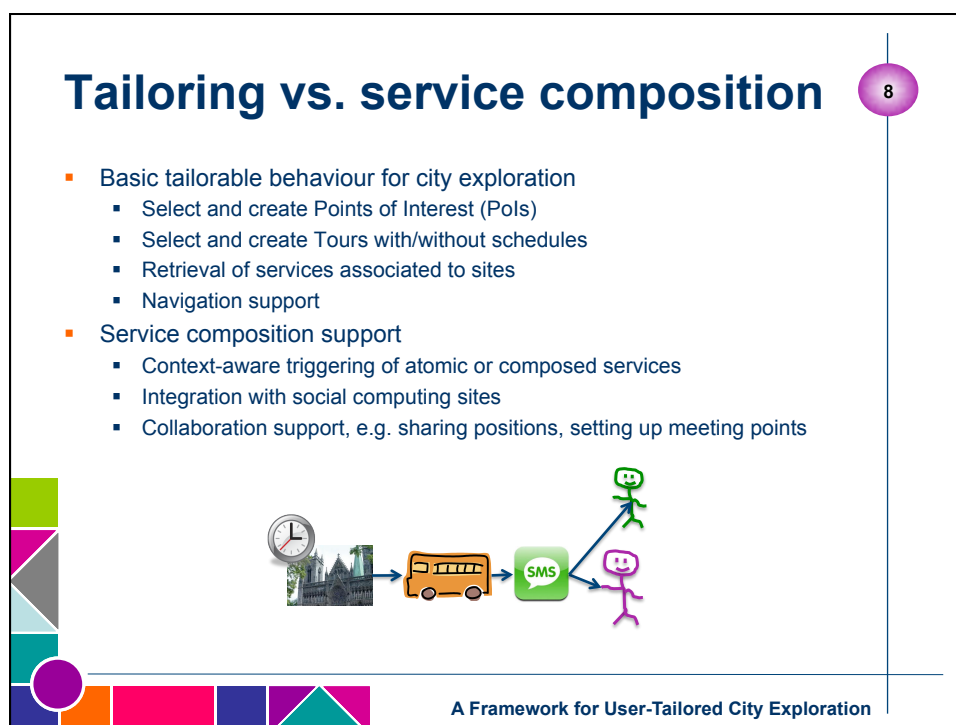 Tailoring vs. service composition
8
Basic tailorable behaviour for city exploration
Select and create Points of Interest (PoIs)
Select and create Tours with/without schedules
Retrieval of services associated to sites
Navigation support
Service composition support
Context-aware triggering of atomic or composed services
Integration with social computing sites
Collaboration support, e.g. sharing positions, setting up meeting points
SMS
A Framework for User-Tailored City Exploration